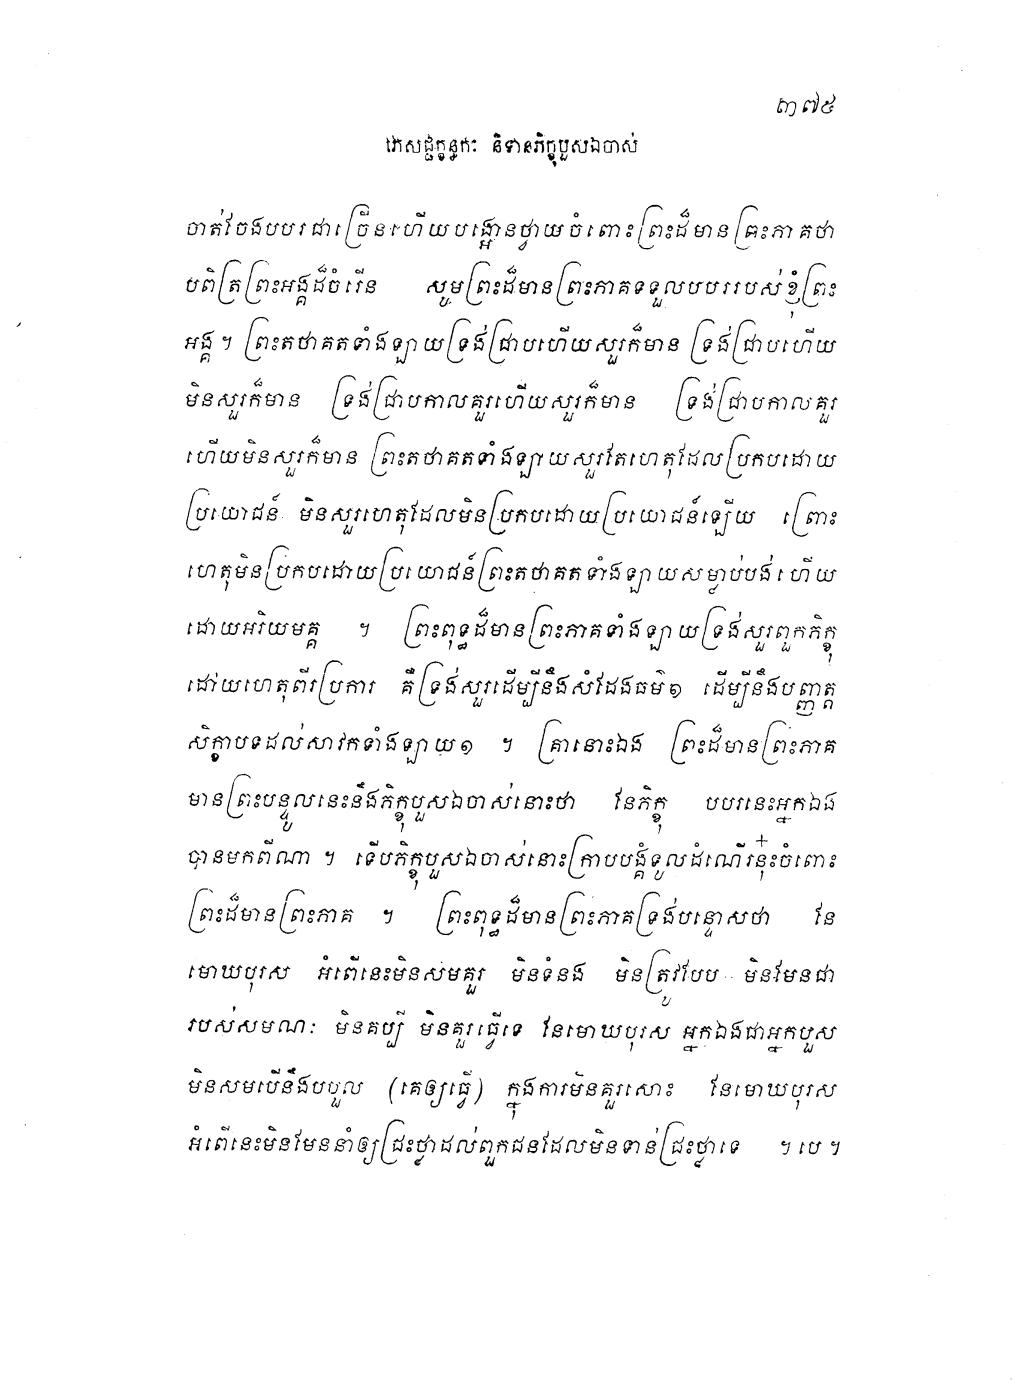 ៣៧៥
ភេសជ្ជក្ខន្ធកៈ និទានភិក្ខុបួសឯចាស់
ចាត់ចែងបបរជាច្រើនហើយបង្អោនថ្វាយចំពោះព្រះដ៏មានព្រះភាគថា
បពិត្រព្រះអង្គដ៏ចំរើន សូមព្រះដ៏មានព្រះភាគទទួលបបររបស់ខ្ញុំព្រះ
អង្គ ។ ព្រះតថាគតទាំងឡាយទ្រង់ជ្រាបហើយសួរក៏មាន ទ្រង់ជ្រាបហើយ
មិនសួរក៏មាន ទ្រង់ជ្រាបកាលគួរហើយសួរក៏មាន ទ្រង់ជ្រាបកាលគួរ
ហើយមិនសួរក៏មាន ព្រះតថាគតទាំងឡាយសួរតែហេតុដែលប្រកបដោយ
ប្រយោជន៍ មិនសួរហេតុដែលមិនប្រកបដោយប្រយោជន៍ឡើយ ព្រោះ
ហេតុមិនប្រកបដោយប្រយោជន៍ព្រះតថាគតទាំងឡាយសម្លាប់បង់ហើយ
ដោយអរិយមគ្គ ។ ព្រះពុទ្ធដ៏មានព្រះភាគទាំងឡាយទ្រង់សួរពួកភិក្ខុ
ដោយហេតុពីរប្រការ គឺទ្រង់សួរដើម្បីនឹងសំដែងធម៌១ ដើម្បីនឹងបញ្ញត្ត
សិក្ខាបទដល់សាវកទាំងឡាយ១ ។ គ្រានោះឯង ព្រះដ៏មានព្រះភាគ
មានព្រះបន្ទូលនេះនឹងភិក្ខុបួសឯចាស់នោះថា នែភិក្ខុ បបរនេះអ្នកឯង
បានមកពីណា ។ ទើបភិក្ខុបួសឯចាស់នោះក្រាបបង្គំទូលដំណើរនុ៎ះចំពោះ
ព្រះដ៏មានព្រះភាគ ។ ព្រះពុទ្ធដ៏មានព្រះភាគទ្រង់បន្ទោសថា នែ
មោឃបុរស អំពើនេះមិនសមគួរ មិនទំនង មិនត្រូវបែប មិនមែនជា
របស់សមណៈ មិនគប្បី មិនគួរធ្វើទេ នែមោឃបុរស អ្នកឯងជាអ្នកបួស
មិនសមបើនឹងបបួល (គេឲ្យធ្វើ) ក្នុងការមិនគួរសោះ នែមោឃបុរស
អំពើនេះមិនមែននាំឲ្យជ្រះថ្លាដល់ពួកជនដែលមិនទាន់ជ្រះថ្លាទេ ។ បេ ។